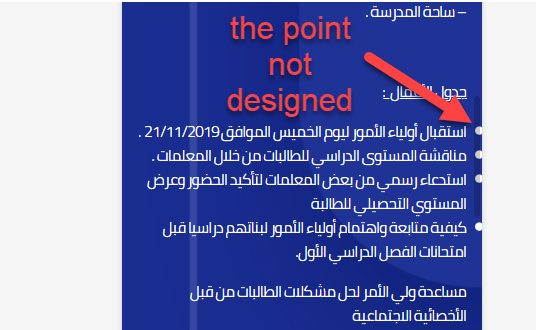 – ساحة المدرسة .
the point
not
designed
جدول الأعمال :
استقبال أولياء الأمور ليوم الخميس الموافق 21/11/2019 .
مناقشة المستوى الدراسي للطالبات من خلال المعلمات .
استدعاء رسمي من بعض المعلمات لتأكيد الحضور وعرض
المستوي التحصيلي للطالبة
كيفية متابعة واهتمام أولياء الأمور لبناتهم دراسيا قبل
امتحانات الفصل الدراسي الأول.
مساعدة ولي الأمر لحل مشكلات الطالبات من قبل
الأخصائية الاجتماعية